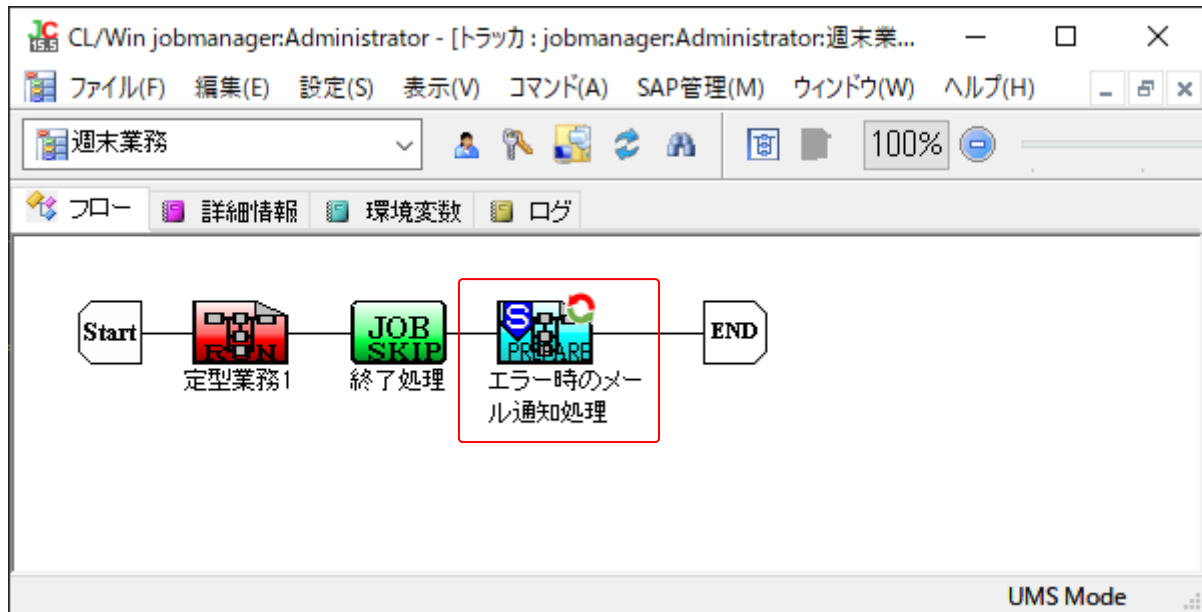 JC 15.5 CL/Win jobmanager:Administrator - [トラッカ : jobmanager:Administrator:週末業...
ファイル(F) 編集(E) 設定(S) 表示(V) コマンド(A) SAP管理(M) ウィンドウ(W) ヘルプ(H)
週末業務 100%
フロー 詳細情報 環境変数 ログ
Start RUN JOB SKIP S PREPARE END
定型業務1 終了処理 エラー時のメー
ル通知処理
UMS Mode